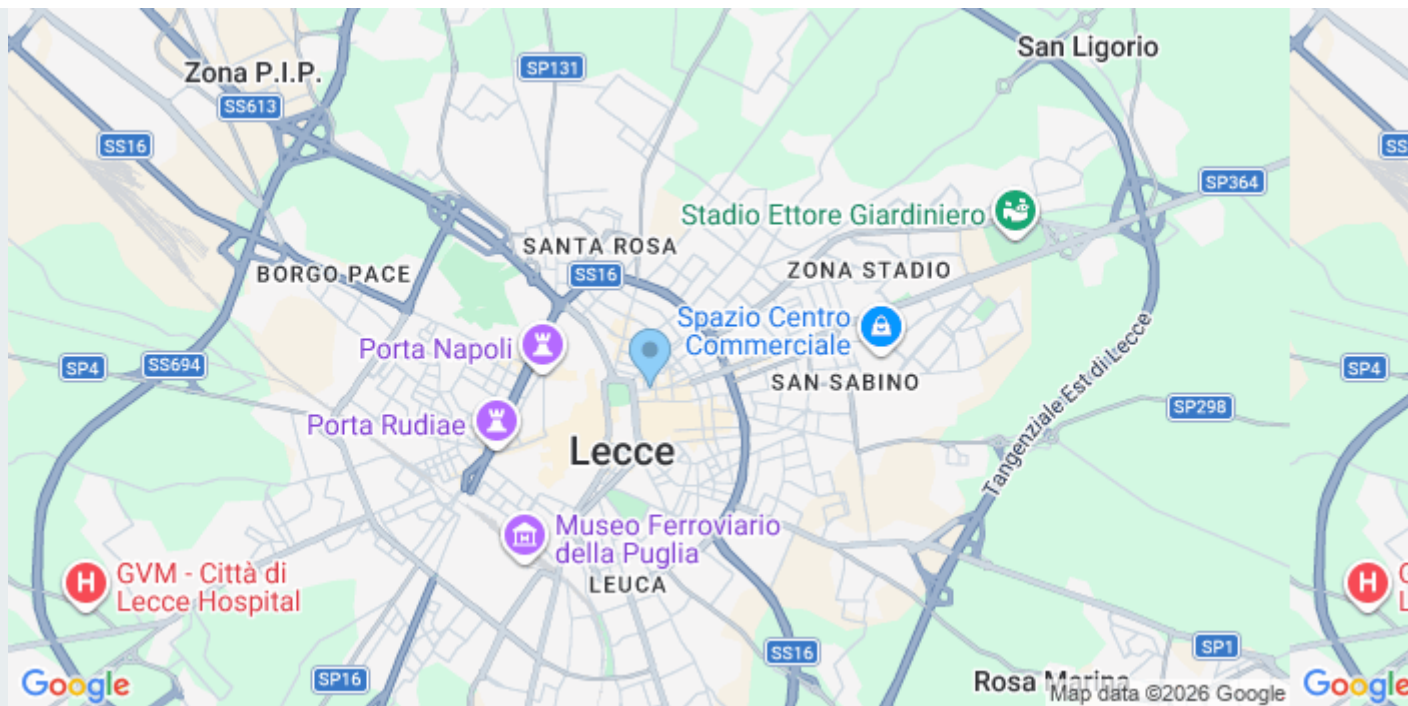 San Ligorio
Zona P.I.P.
SP131
SS613
SS16
SS
SP364
Stadio Ettore Giardiniero
SANTA ROSA
BORGO PACE
SS16
ZONA STADIO
Spazio Centro
Commerciale
Porta Napoli
SP4
SS694
SP4
SAN SABINO
Tangenziale Est di Lecce
SP298
Porta Rudiae
Lecce
Museo Ferroviario
della Puglia
LEUCA
H GVM - Città di
Lecce Hospital
H
SP1
SS16
SP16
Rosa Marina
Google
Map data ©2026 Google
Google